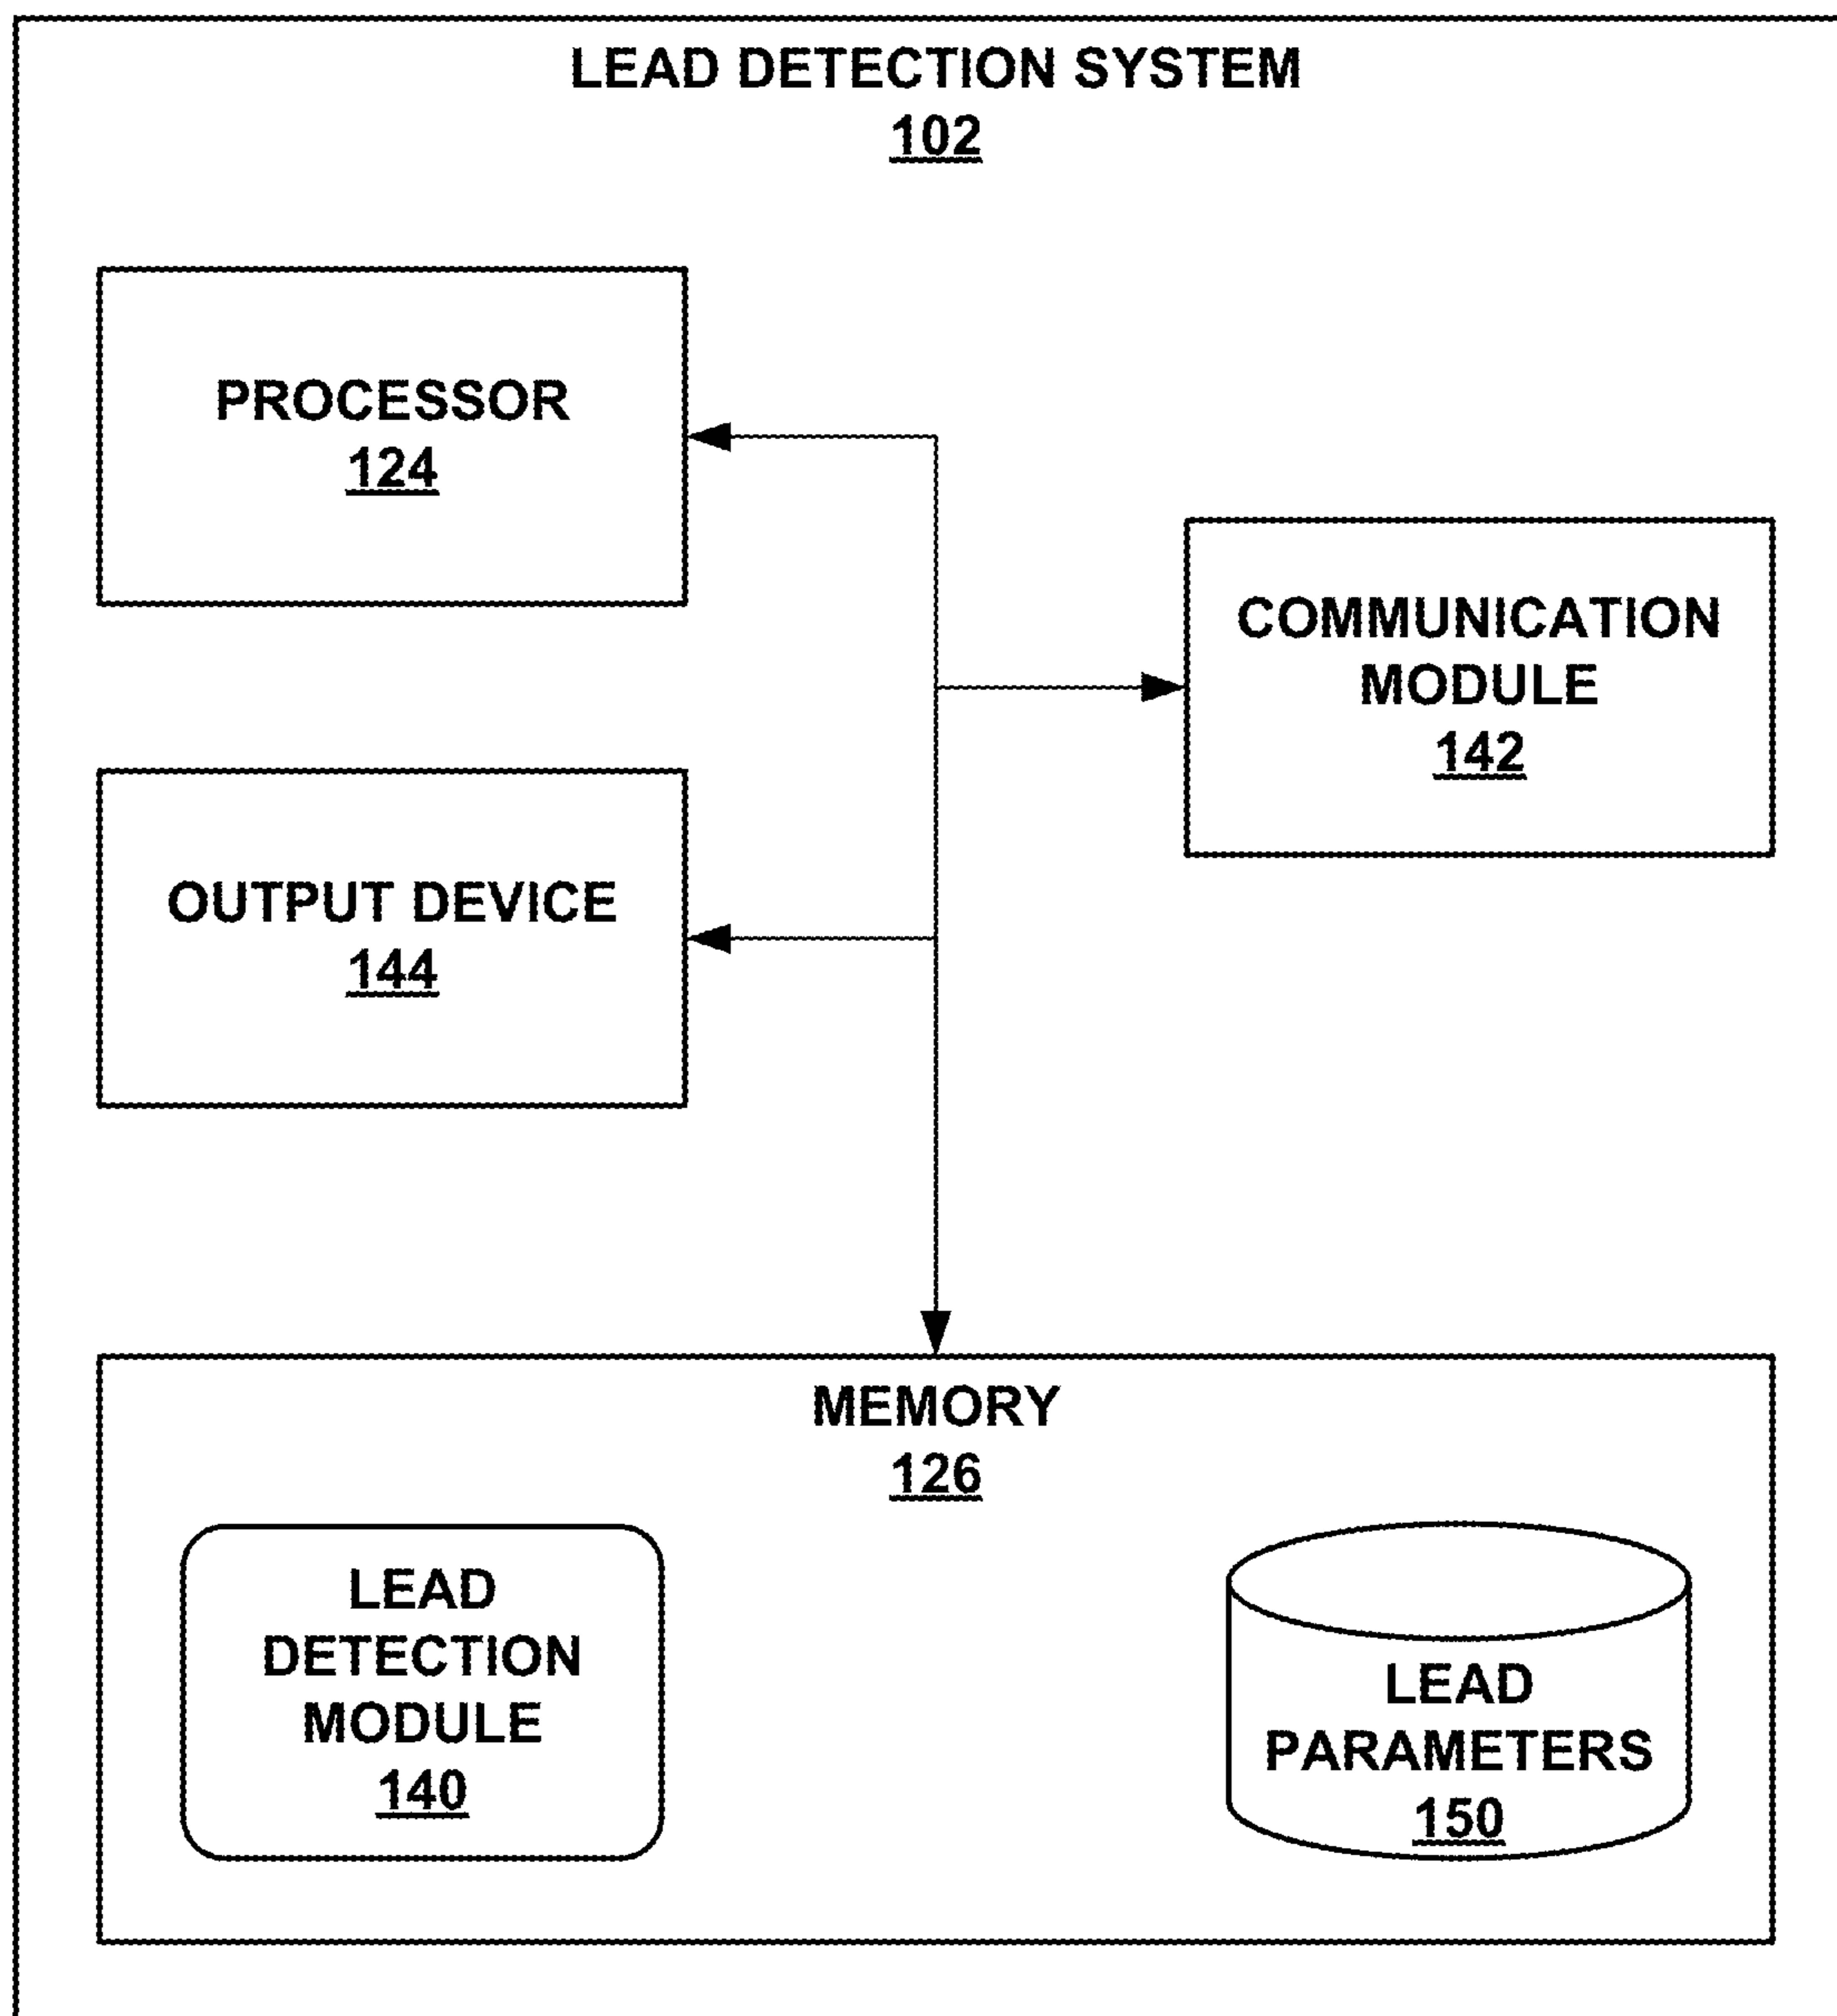 LEAD DETECTION SYSTEM
102
PROCESSOR
124
COMMUNICATION
MODULE
142
OUTPUT DEVICE
144
MEMORY
126
LEAD
DETECTION
MODULE
140
LEAD
PARAMETERS
150